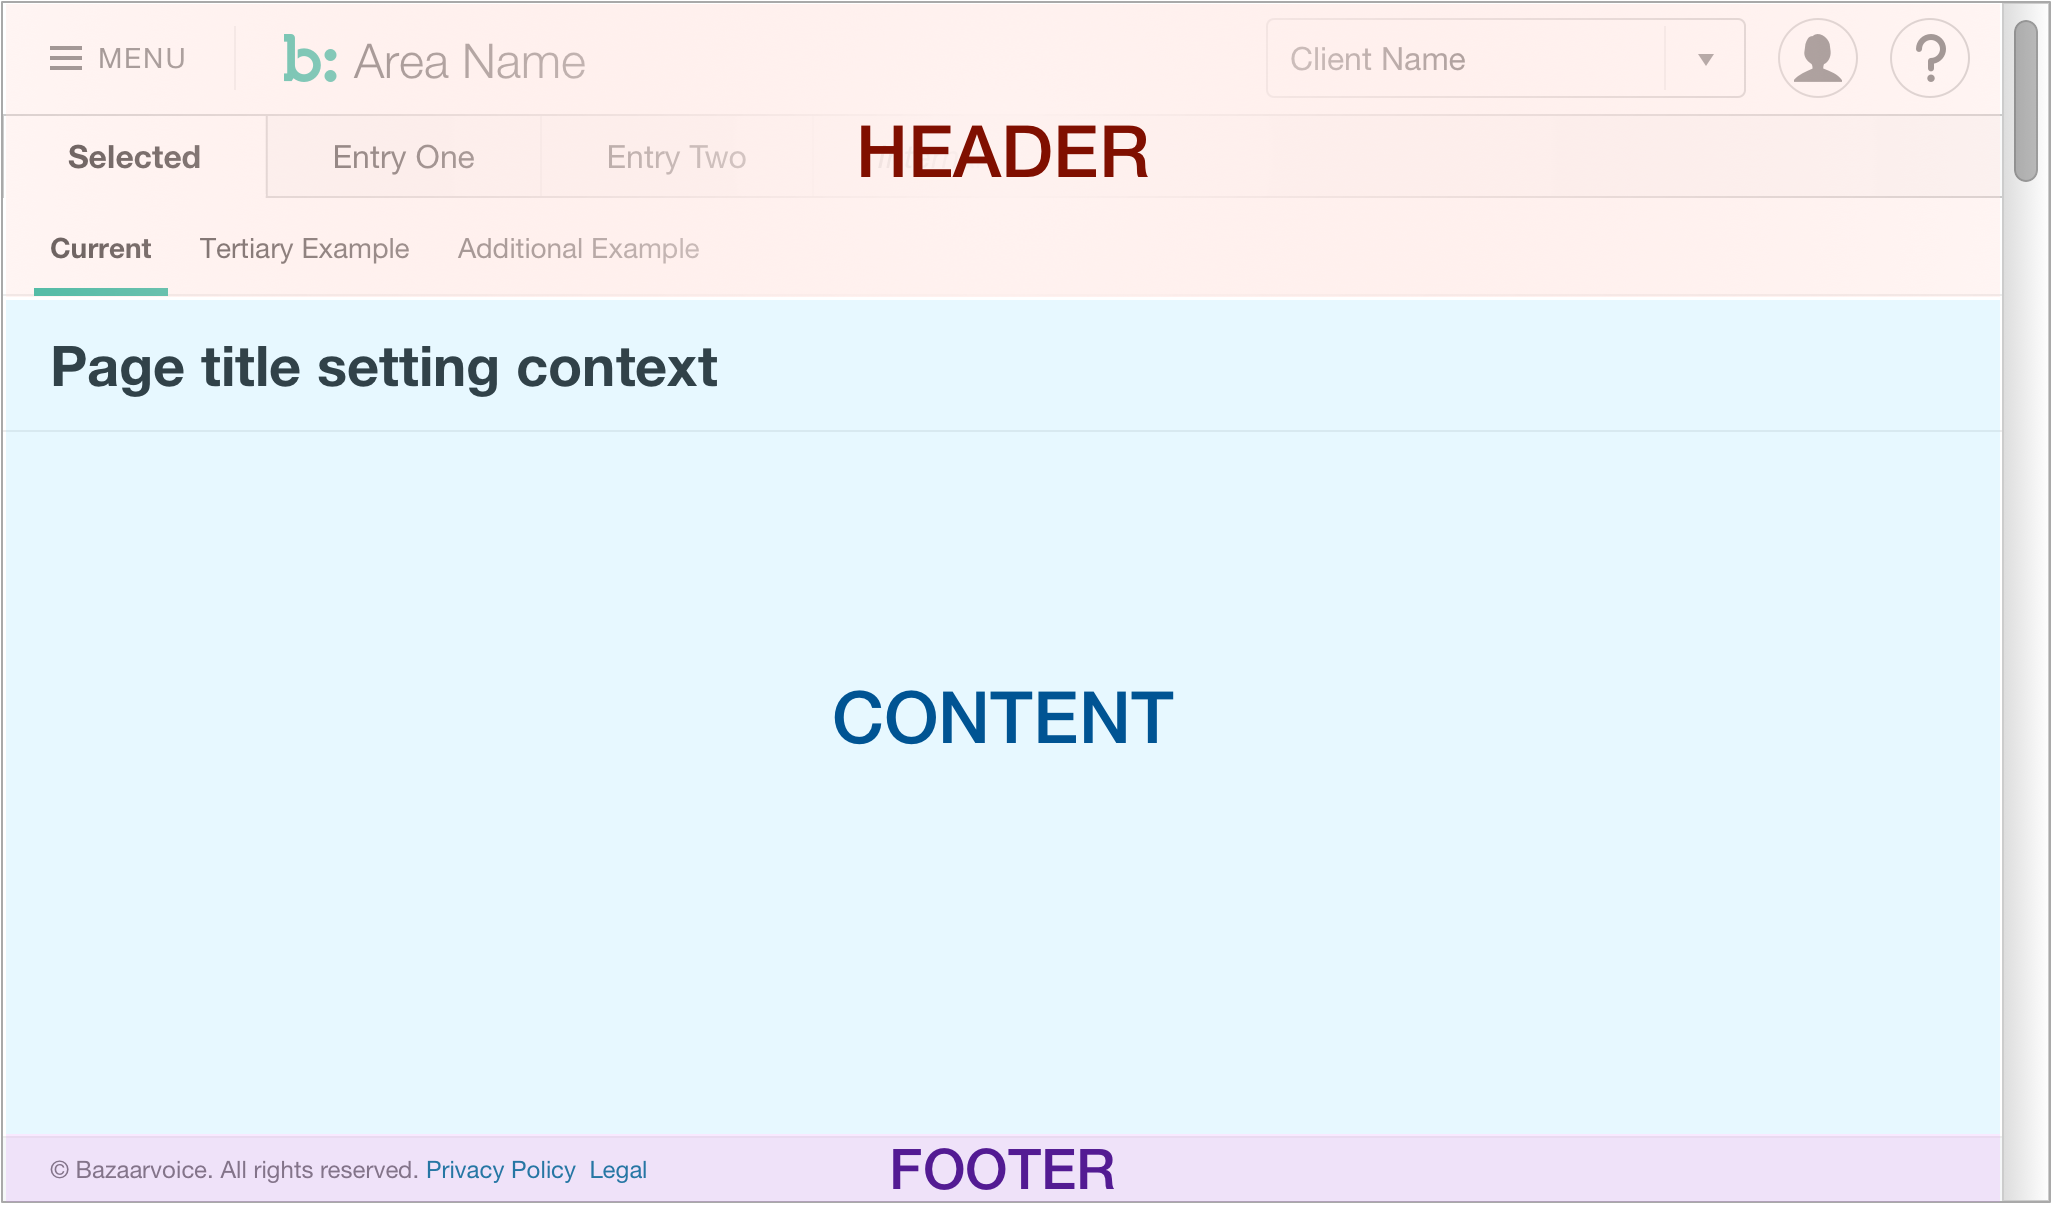 MENU
b: Area Name
Client Name
?
Selected
Entry One
Entry Two
HEADER
Current
Tertiary Example
Additional Example
Page title setting context
CONTENT
© Bazaarvoice. All rights reserved. Privacy Policy Legal
FOOTER